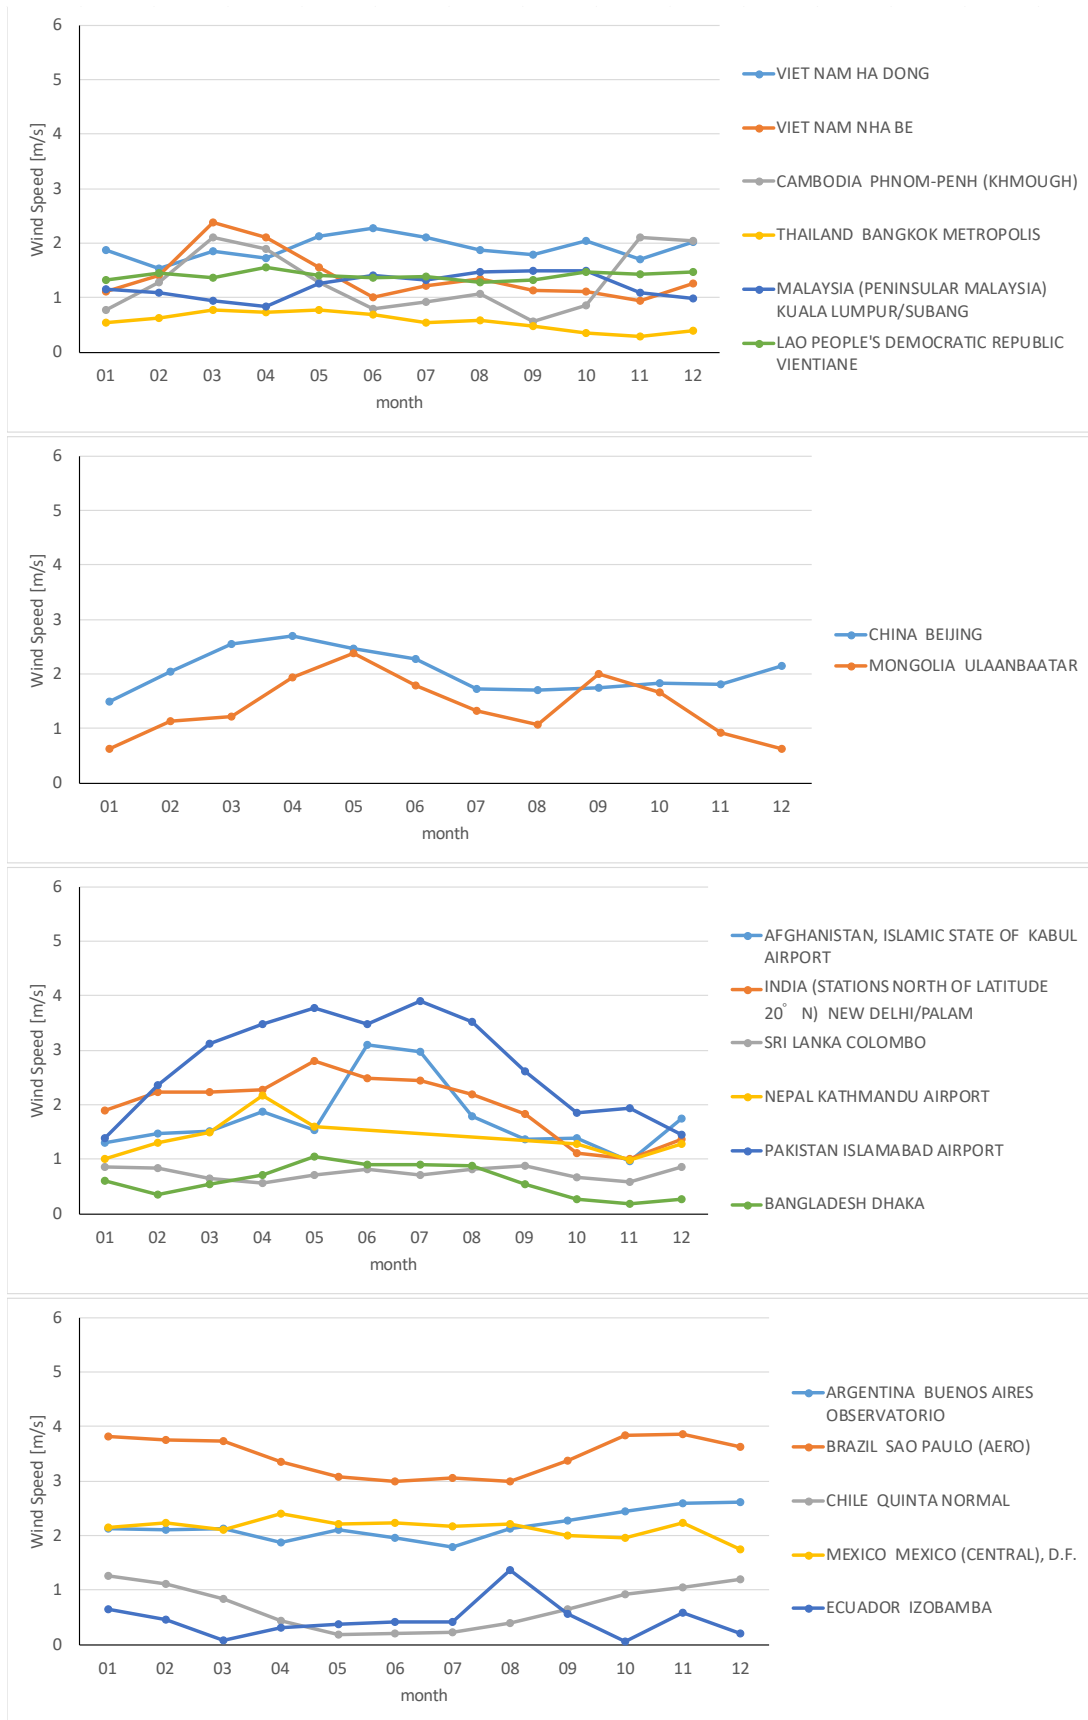 6
5
4
3
2
1
0
Wind Speed [m/s]
01 02 03 04 05 06 07 08 09 10 11 12
month
VIET NAM HA DONG
VIET NAM NHA BE
CAMBODIA PHNOM-PENH (KHMOUGH)
THAILAND BANGKOK METROPOLIS
MALAYSIA (PENINSULAR MALAYSIA)
KUALA LUMPUR/SUBANG
LAO PEOPLE'S DEMOCRATIC REPUBLIC
VIENTIANE
6
5
4
3
2
1
0
Wind Speed [m/s]
01 02 03 04 05 06 07 08 09 10 11 12
month
CHINA BEIJING
MONGOLIA ULAANBAATAR
6
5
4
3
2
1
0
Wind Speed [m/s]
01 02 03 04 05 06 07 08 09 10 11 12
month
AFGHANISTAN, ISLAMIC STATE OF KABUL
AIRPORT
INDIA (STATIONS NORTH OF LATITUDE
20° N) NEW DELHI/PALAM
SRI LANKA COLOMBO
NEPAL KATHMANDU AIRPORT
PAKISTAN ISLAMABAD AIRPORT
BANGLADESH DHAKA
6
5
4
3
2
1
0
Wind Speed [m/s]
01 02 03 04 05 06 07 08 09 10 11 12
month
ARGENTINA BUENOS AIRES
OBSERVATORIO
BRAZIL SAO PAULO (AERO)
CHILE QUINTA NORMAL
MEXICO MEXICO (CENTRAL), D.F.
ECUADOR IZOBAMBA